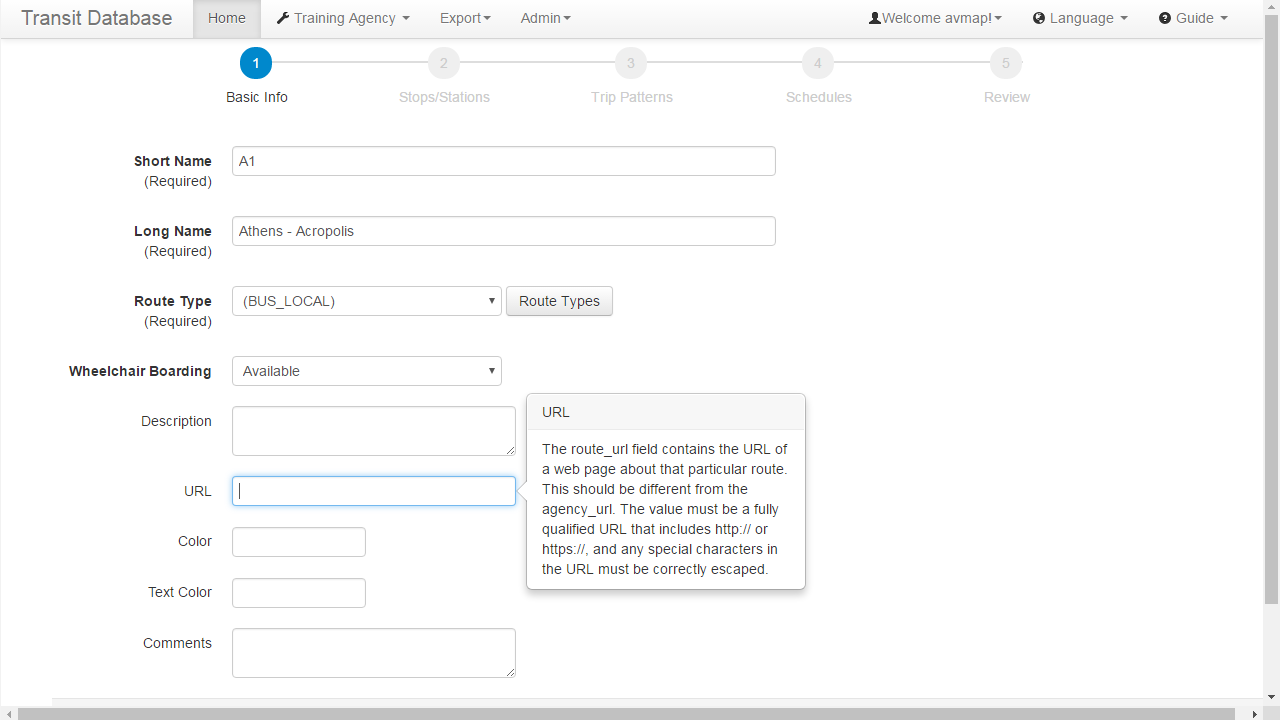 Transit Database Home Training Agency Export Admin Welcome avmap! Language Guide
1 2 3 4 5
Basic Info Stops/Stations Trip Patterns Schedules Review
Short Name A1
(Required)
Long Name Athens - Acropolis
(Required)
Route Type (BUS_LOCAL) Route Types
(Required)
Wheelchair Boarding Available
Description
URL
Color
Text Color
Comments
URL
The route_url field contains the URL of
a web page about that particular route.
This should be different from the
agency_url. The value must be a fully
qualified URL that includes http:// or
https://, and any special characters in
the URL must be correctly escaped.